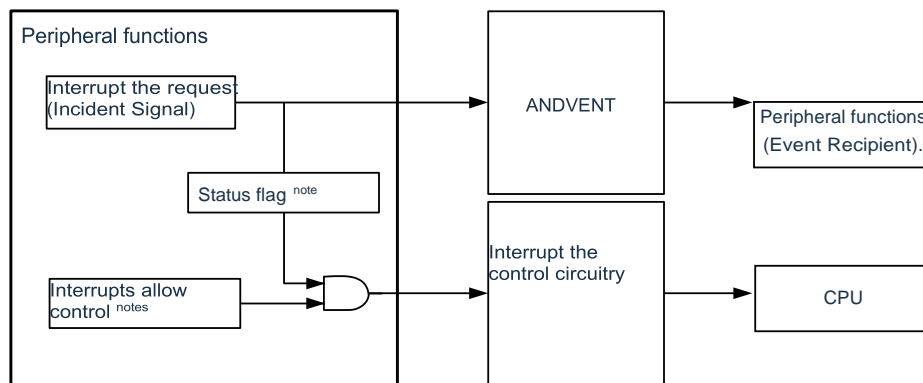 Peripheral functions
Interrupt the request
(Incident Signal)
ANDVENT
Peripheral functions
(Event Recipient).
Status flag note
Interrupt the
control circuitry
Interrupts allow
control notes
CPU